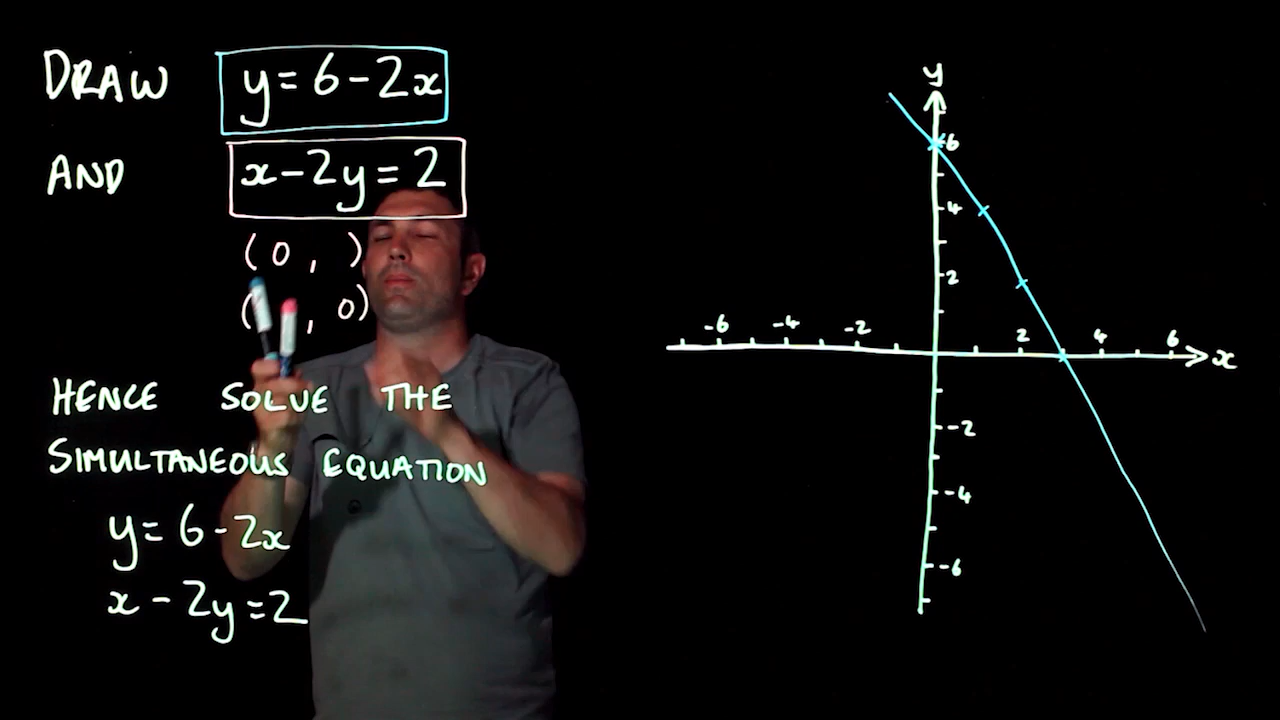 DRAW y=6-2x
AND x-2y=2
(0, )
( , 0)
HENCE SOLVE THE
SIMULTANEOUS EQUATION
y=6-2x
x-2y=2
y
6
4
2
-6 -4 -2 2 4 6 x
-2
-4
-6